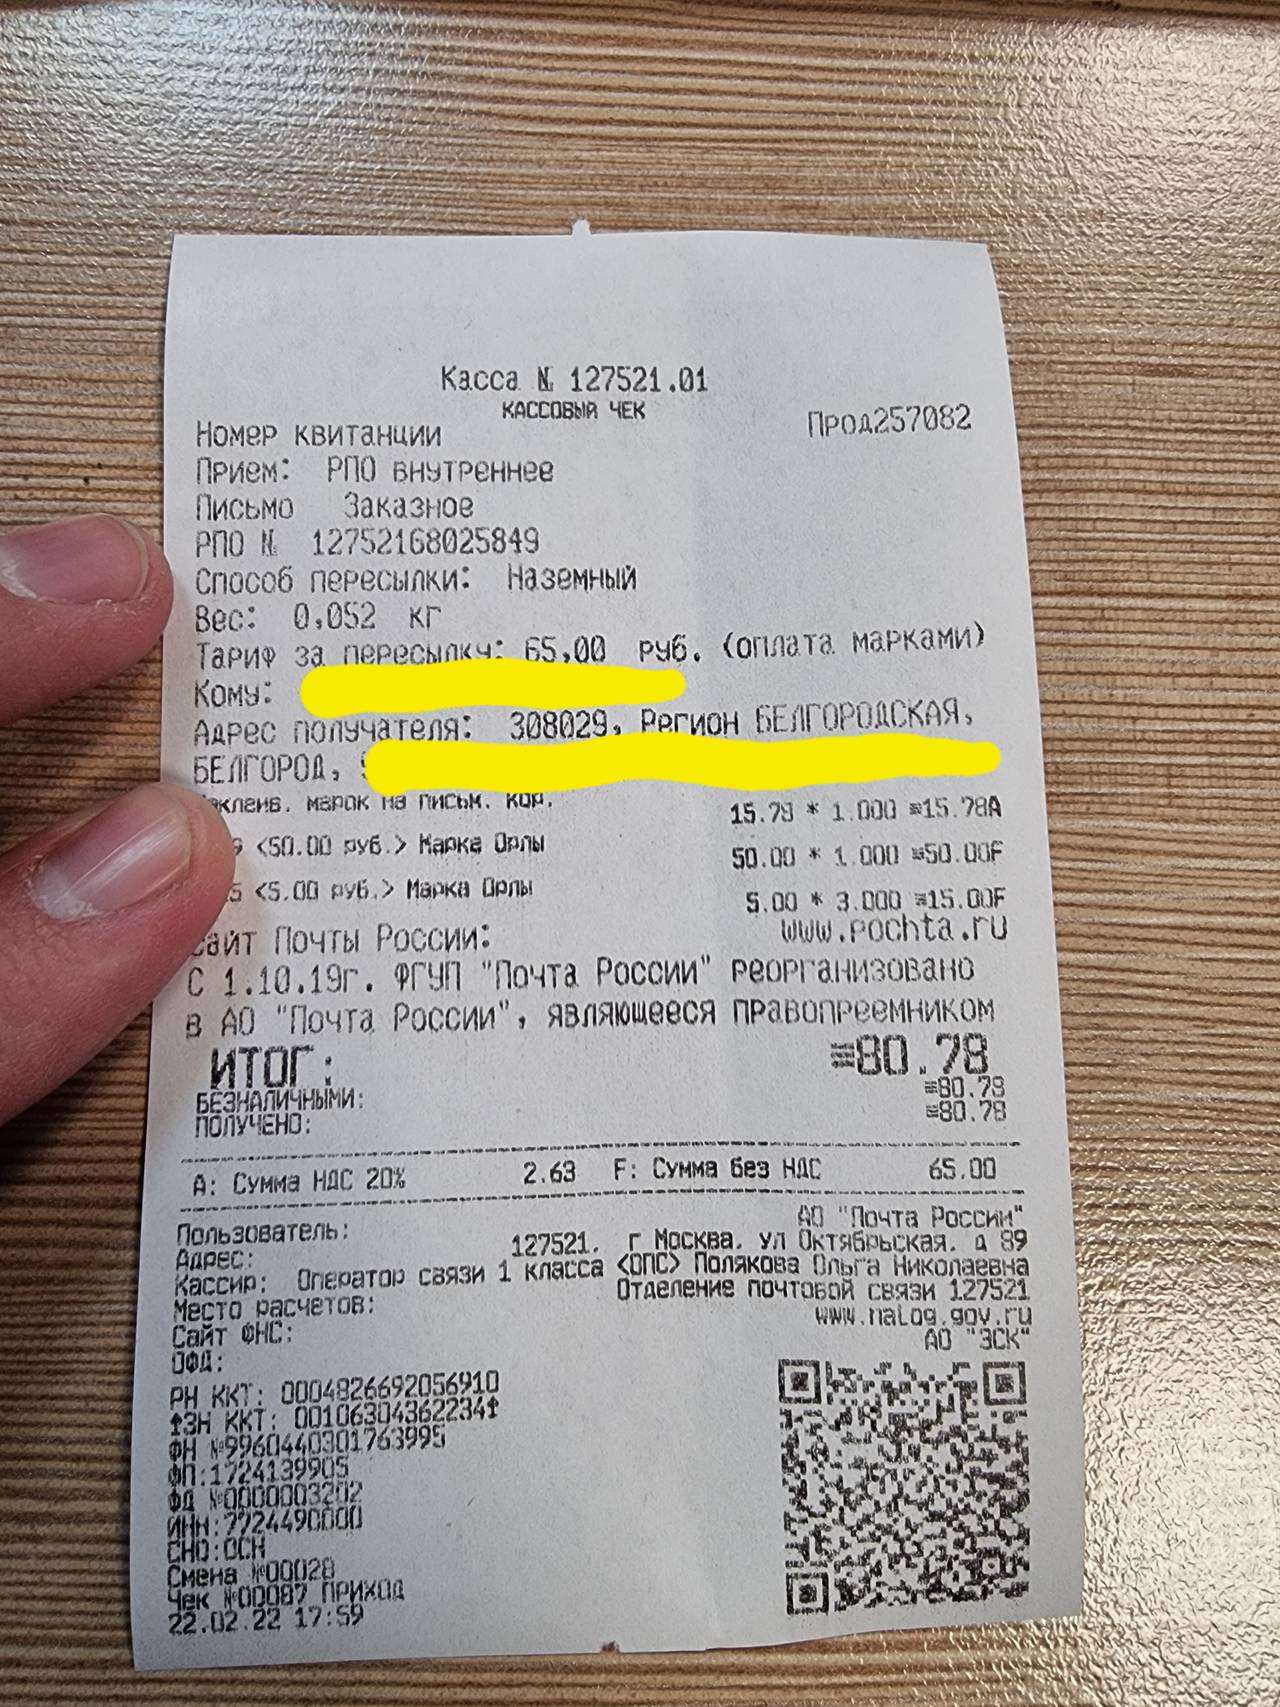 Касса № 127521.01
КАССОВЫЙ ЧЕК
Номер квитанции Прод257082
Прием: РПО внутреннее
Письмо Заказное
РПО № 12752168025849
Способ пересылки: Наземный
Вес: 0,052 кг
Тариф за пересылку: 65,00 руб. (оплата марками)
Кому:
Адрес получателя: 308029, Регион БЕЛГОРОДСКАЯ,
БЕЛГОРОД,
марок на письм. кор. 15.78 * 1.000 ≡15.78А
<50.00 руб.> Марка Орлы 50.00 * 1.000 ≡50.00F
<5.00 руб.> Марка Орлы 5.00 * 3.000 ≡15.00F
Сайт Почты России: www.pochta.ru
С 1.10.19г. ФГУП "Почта России" реорганизовано
в АО "Почта России", являющееся правопреемником
ИТОГ: ≡80.78
БЕЗНАЛИЧНЫМИ: ≡80.78
ПОЛУЧЕНО: ≡80.78
А: Сумма НДС 20% 2.63 F: Сумма без НДС 65.00
Пользователь: АО "Почта России"
Адрес: 127521, г Москва, ул Октябрьская, д 89
Кассир: Оператор связи 1 класса <ОПС> Полякова Ольга Николаевна
Место расчетов: Отделение почтовой связи 127521
Сайт ФНС: www.nalog.gov.ru
ОФД: АО "ЭСК"
РН ККТ: 0004826692056910
↑ЗН ККТ: 00106304362234↑
ФН №9960440301763995
ФП:1724139905
ФД №0000003202
ИНН:7724490000
СНО:ОСН
Смена №00028
Чек №00087 ПРИХОД
22.02.22 17:59